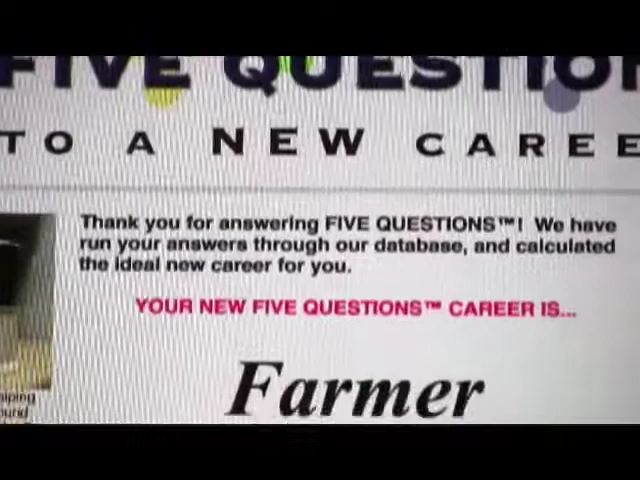 FIVE QUESTION
TO A NEW CAREE
Thank you for answering FIVE QUESTIONS™! We have
run your answers through our database, and calculated
the ideal new career for you.
YOUR NEW FIVE QUESTIONS™ CAREER IS...
Farmer